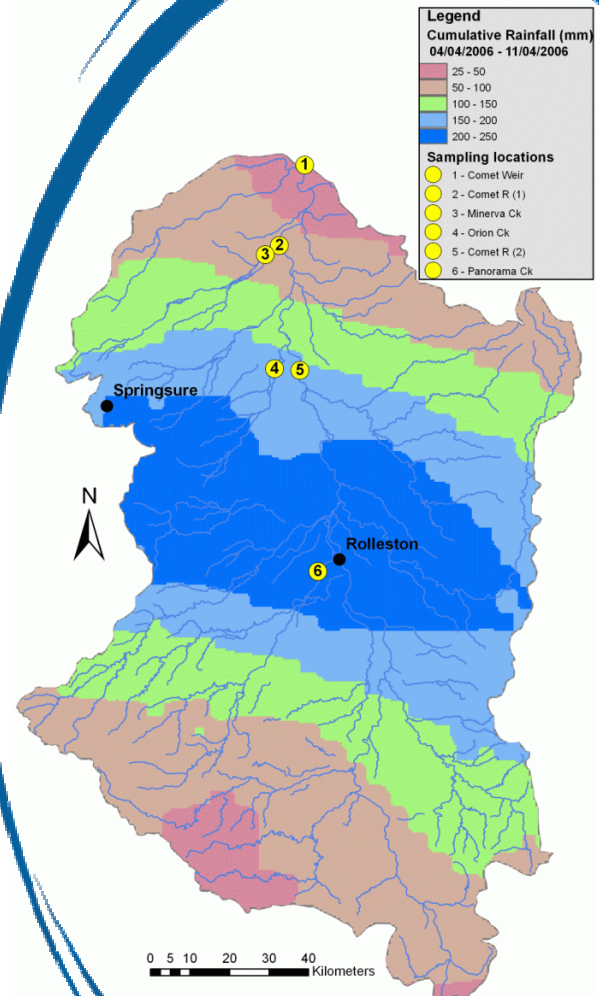 Legend
Cumulative Rainfall (mm)
04/04/2006 - 11/04/2006
25 - 50
50 - 100
100 - 150
150 - 200
200 - 250
Sampling locations
1 - Comet Weir
2 - Comet R (1)
3 - Minerva Ck
4 - Orion Ck
5 - Comet R (2)
6 - Panorama Ck
1
2
3
4
5
Springsure
N
Rolleston
6
0 5 10 20 30 40
Kilometers